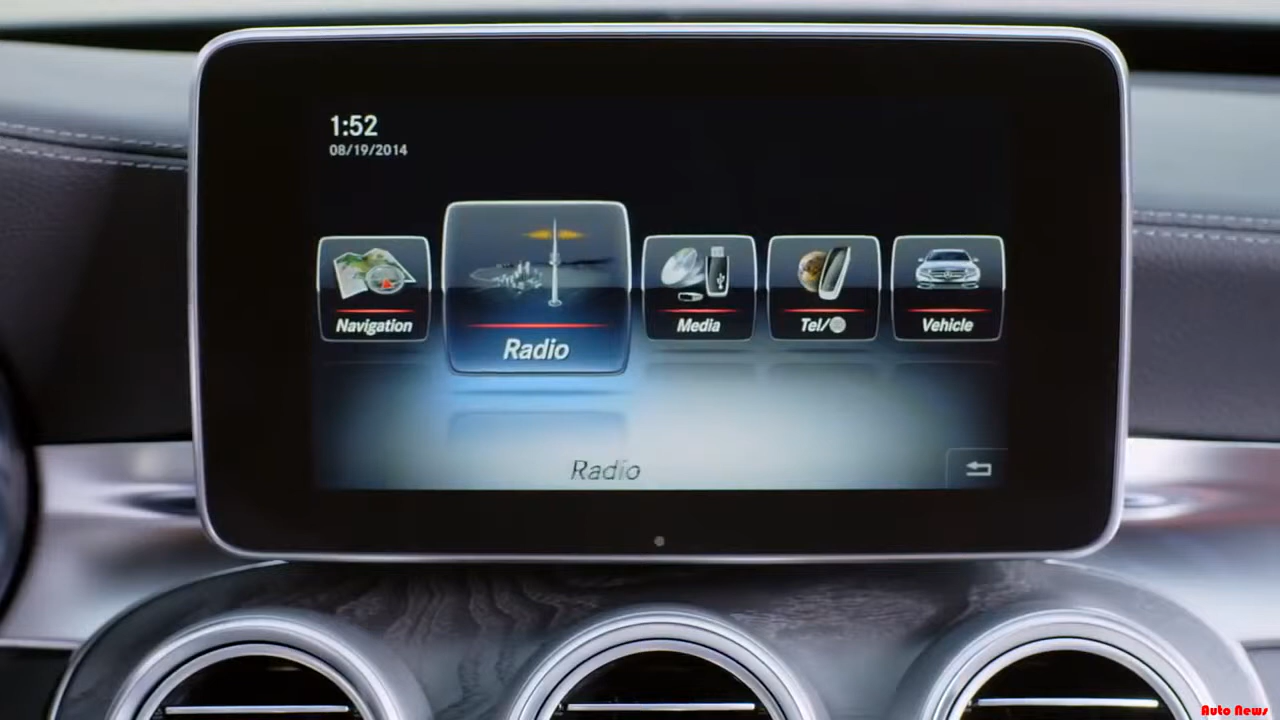 1:52
08/19/2014
Navigation
Radio
Media
Tel/
Vehicle
Radio
Auto News